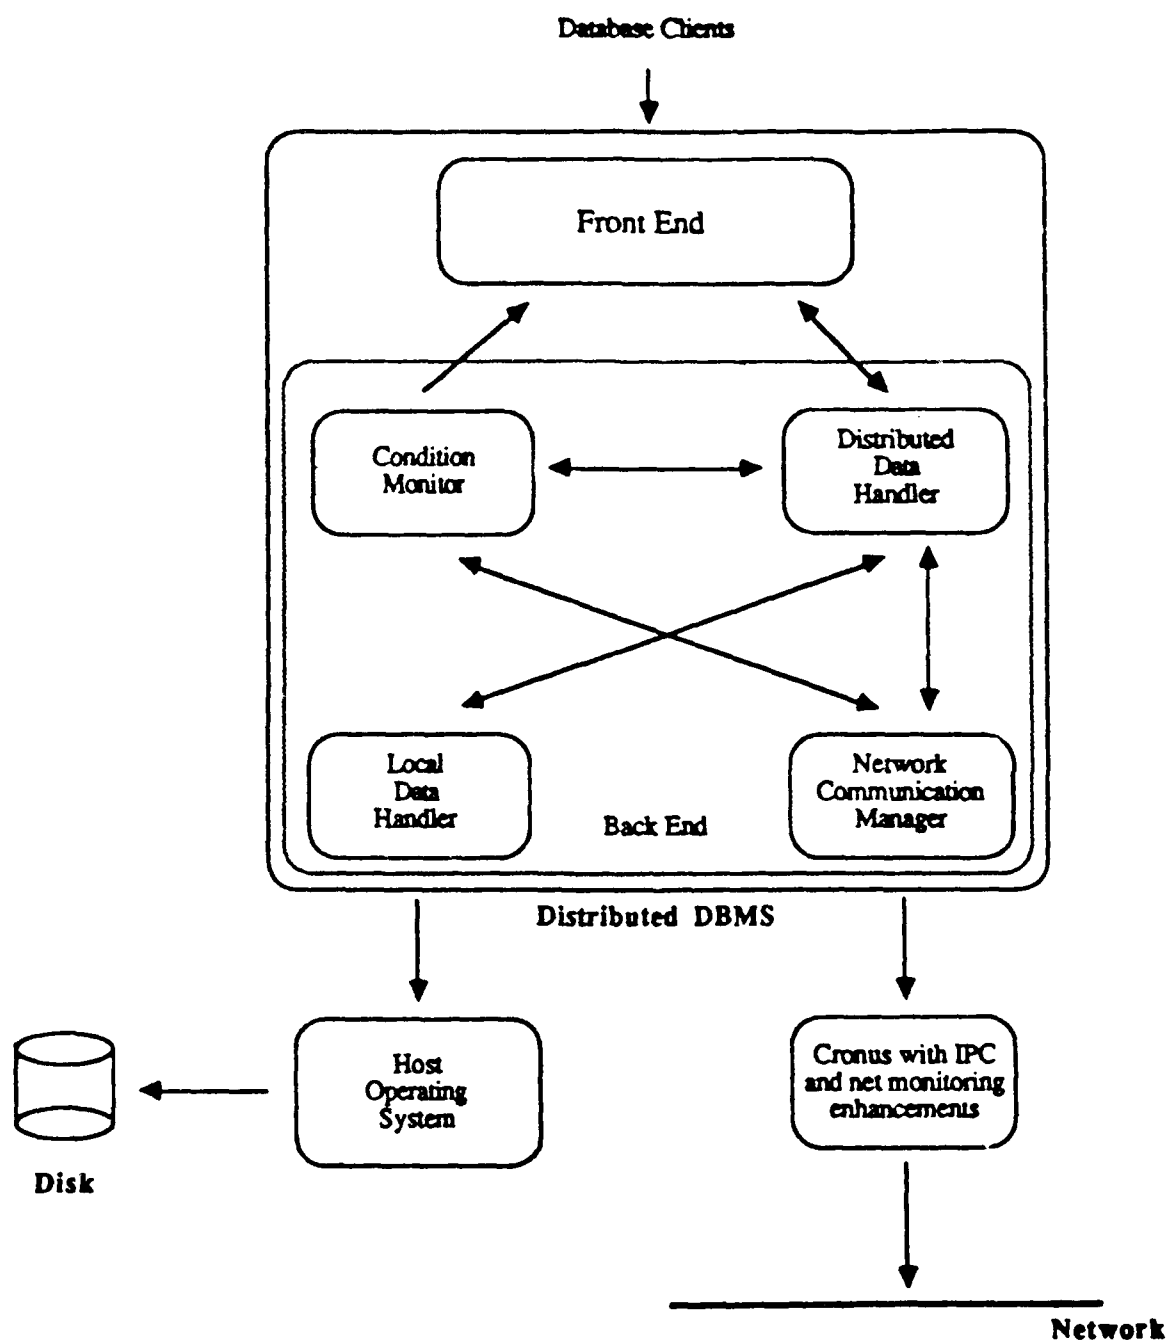 Database Clients
Front End
Condition
Monitor
Distributed
Data
Handler
Local
Data
Handler
Back End
Network
Communication
Manager
Distributed DBMS
Host
Operating
System
Cronus with IPC
and net monitoring
enhancements
Disk
Network